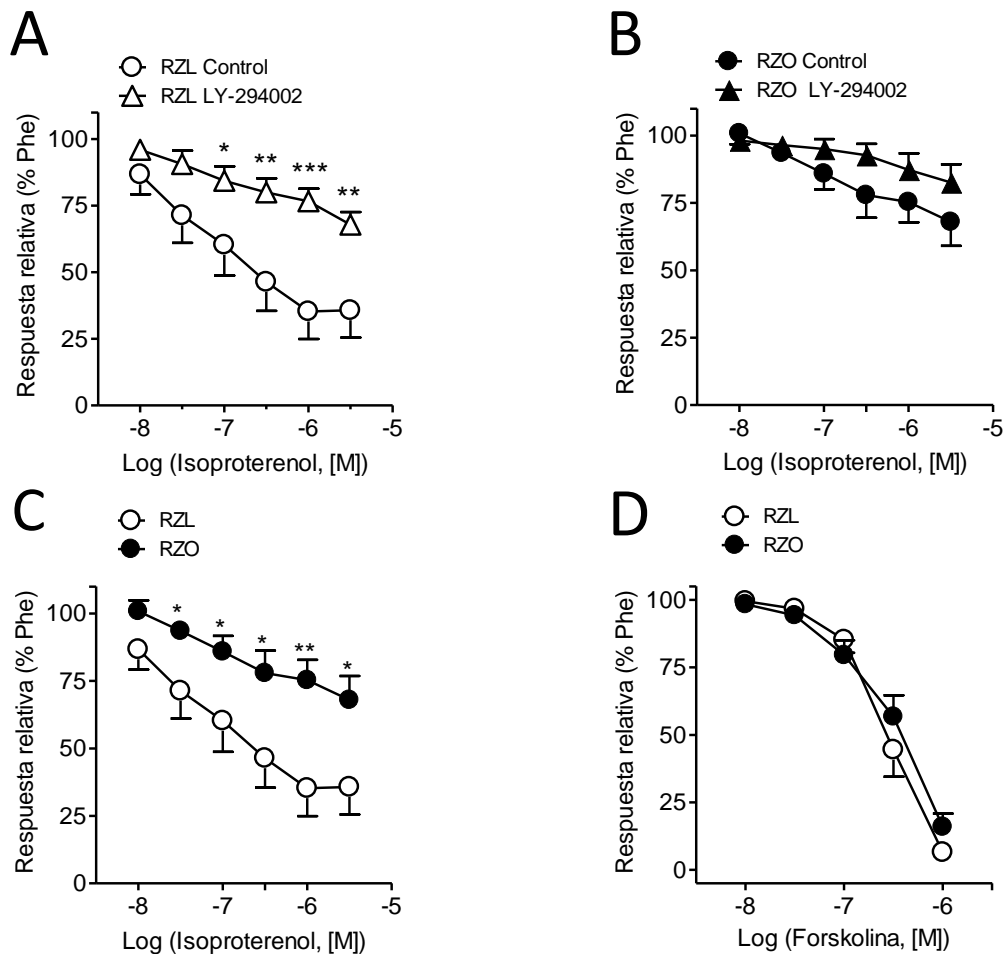 A
RZL Control
RZL LY-294002
100
75
50
25
0
* ** *** **
-8 -7 -6 -5
Respuesta relativa (% Phe)
Log (Isoproterenol, [M])
B
RZO Control
RZO LY-294002
100
75
50
25
0
-8 -7 -6 -5
Respuesta relativa (% Phe)
Log (Isoproterenol, [M])
C
RZL
RZO
100
75
50
25
0
* * * ** *
-8 -7 -6 -5
Respuesta relativa (% Phe)
Log (Isoproterenol, [M])
D
RZL
RZO
100
75
50
25
0
-8 -7 -6
Respuesta relativa (% Phe)
Log (Forskolina, [M])